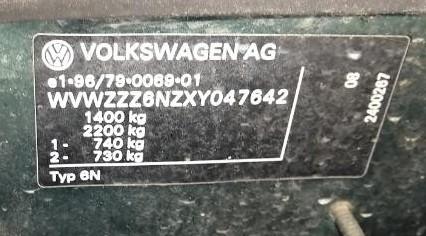 VOLKSWAGEN AG
e1*96/79*0069*01
WVWZZZ6NZXY047642
1400 kg
2200 kg
1- 740 kg
2- 730 kg
Typ 6N
08
2400267